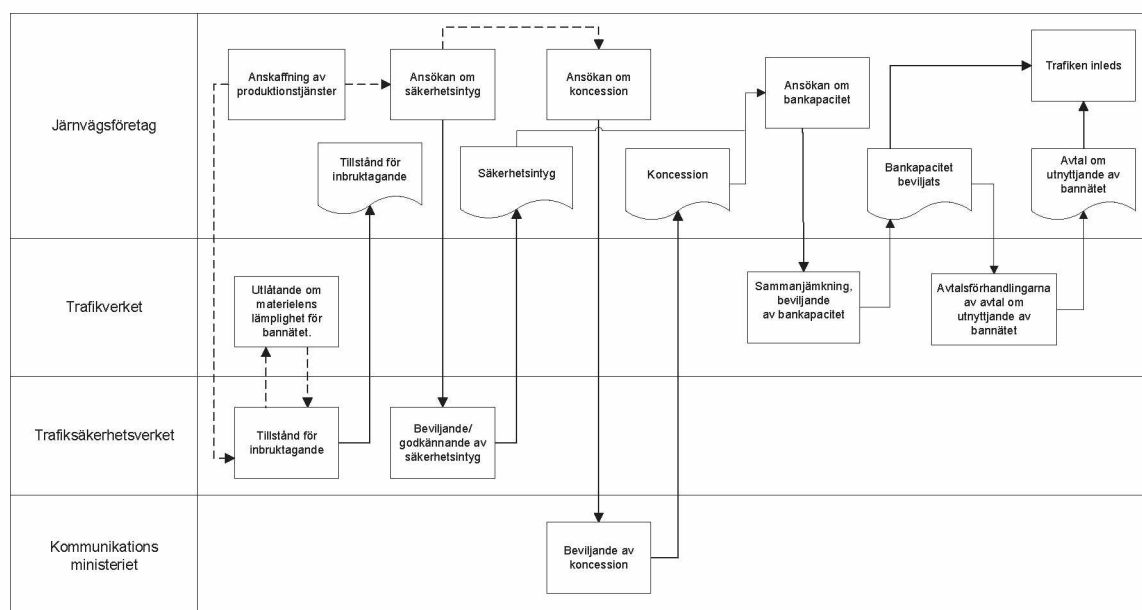 Järnvägsföretag
Anskaffning av
produktionstjänster
Ansökan om
säkerhetsintyg
Ansökan om
koncession
Ansökan om
bankapacitet
Trafiken inleds
Tillstånd för
inbruktagande
Säkerhetsintyg
Koncession
Bankapacitet
beviljats
Avtal om
utnyttjande av
bannätet
Trafikverket
Utlåtande om
materielens
lämplighet för
bannätet.
Sammanjämkning,
beviljande
av bankapacitet
Avtalsförhandlingarna
av avtal om
utnyttjande av
bannätet
Trafiksäkerhetsverket
Tillstånd för
inbruktagande
Beviljande/
godkännande av
säkerhetsintyg
Kommunikations
ministeriet
Beviljande av
koncession